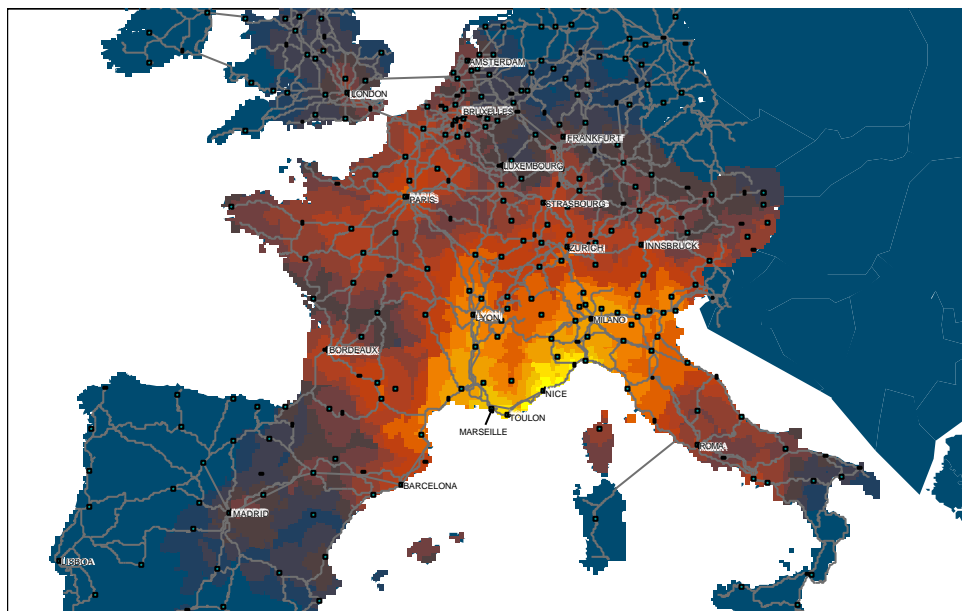 AMSTERDAM
LONDON
BRUXELLES
FRANKFURT
LUXEMBOURG
PARIS
STRASBOURG
ZURICH
INNSBRUCK
LYON
MILANO
BORDEAUX
NICE
TOULON
MARSEILLE
ROMA
BARCELONA
MADRID
LISBOA